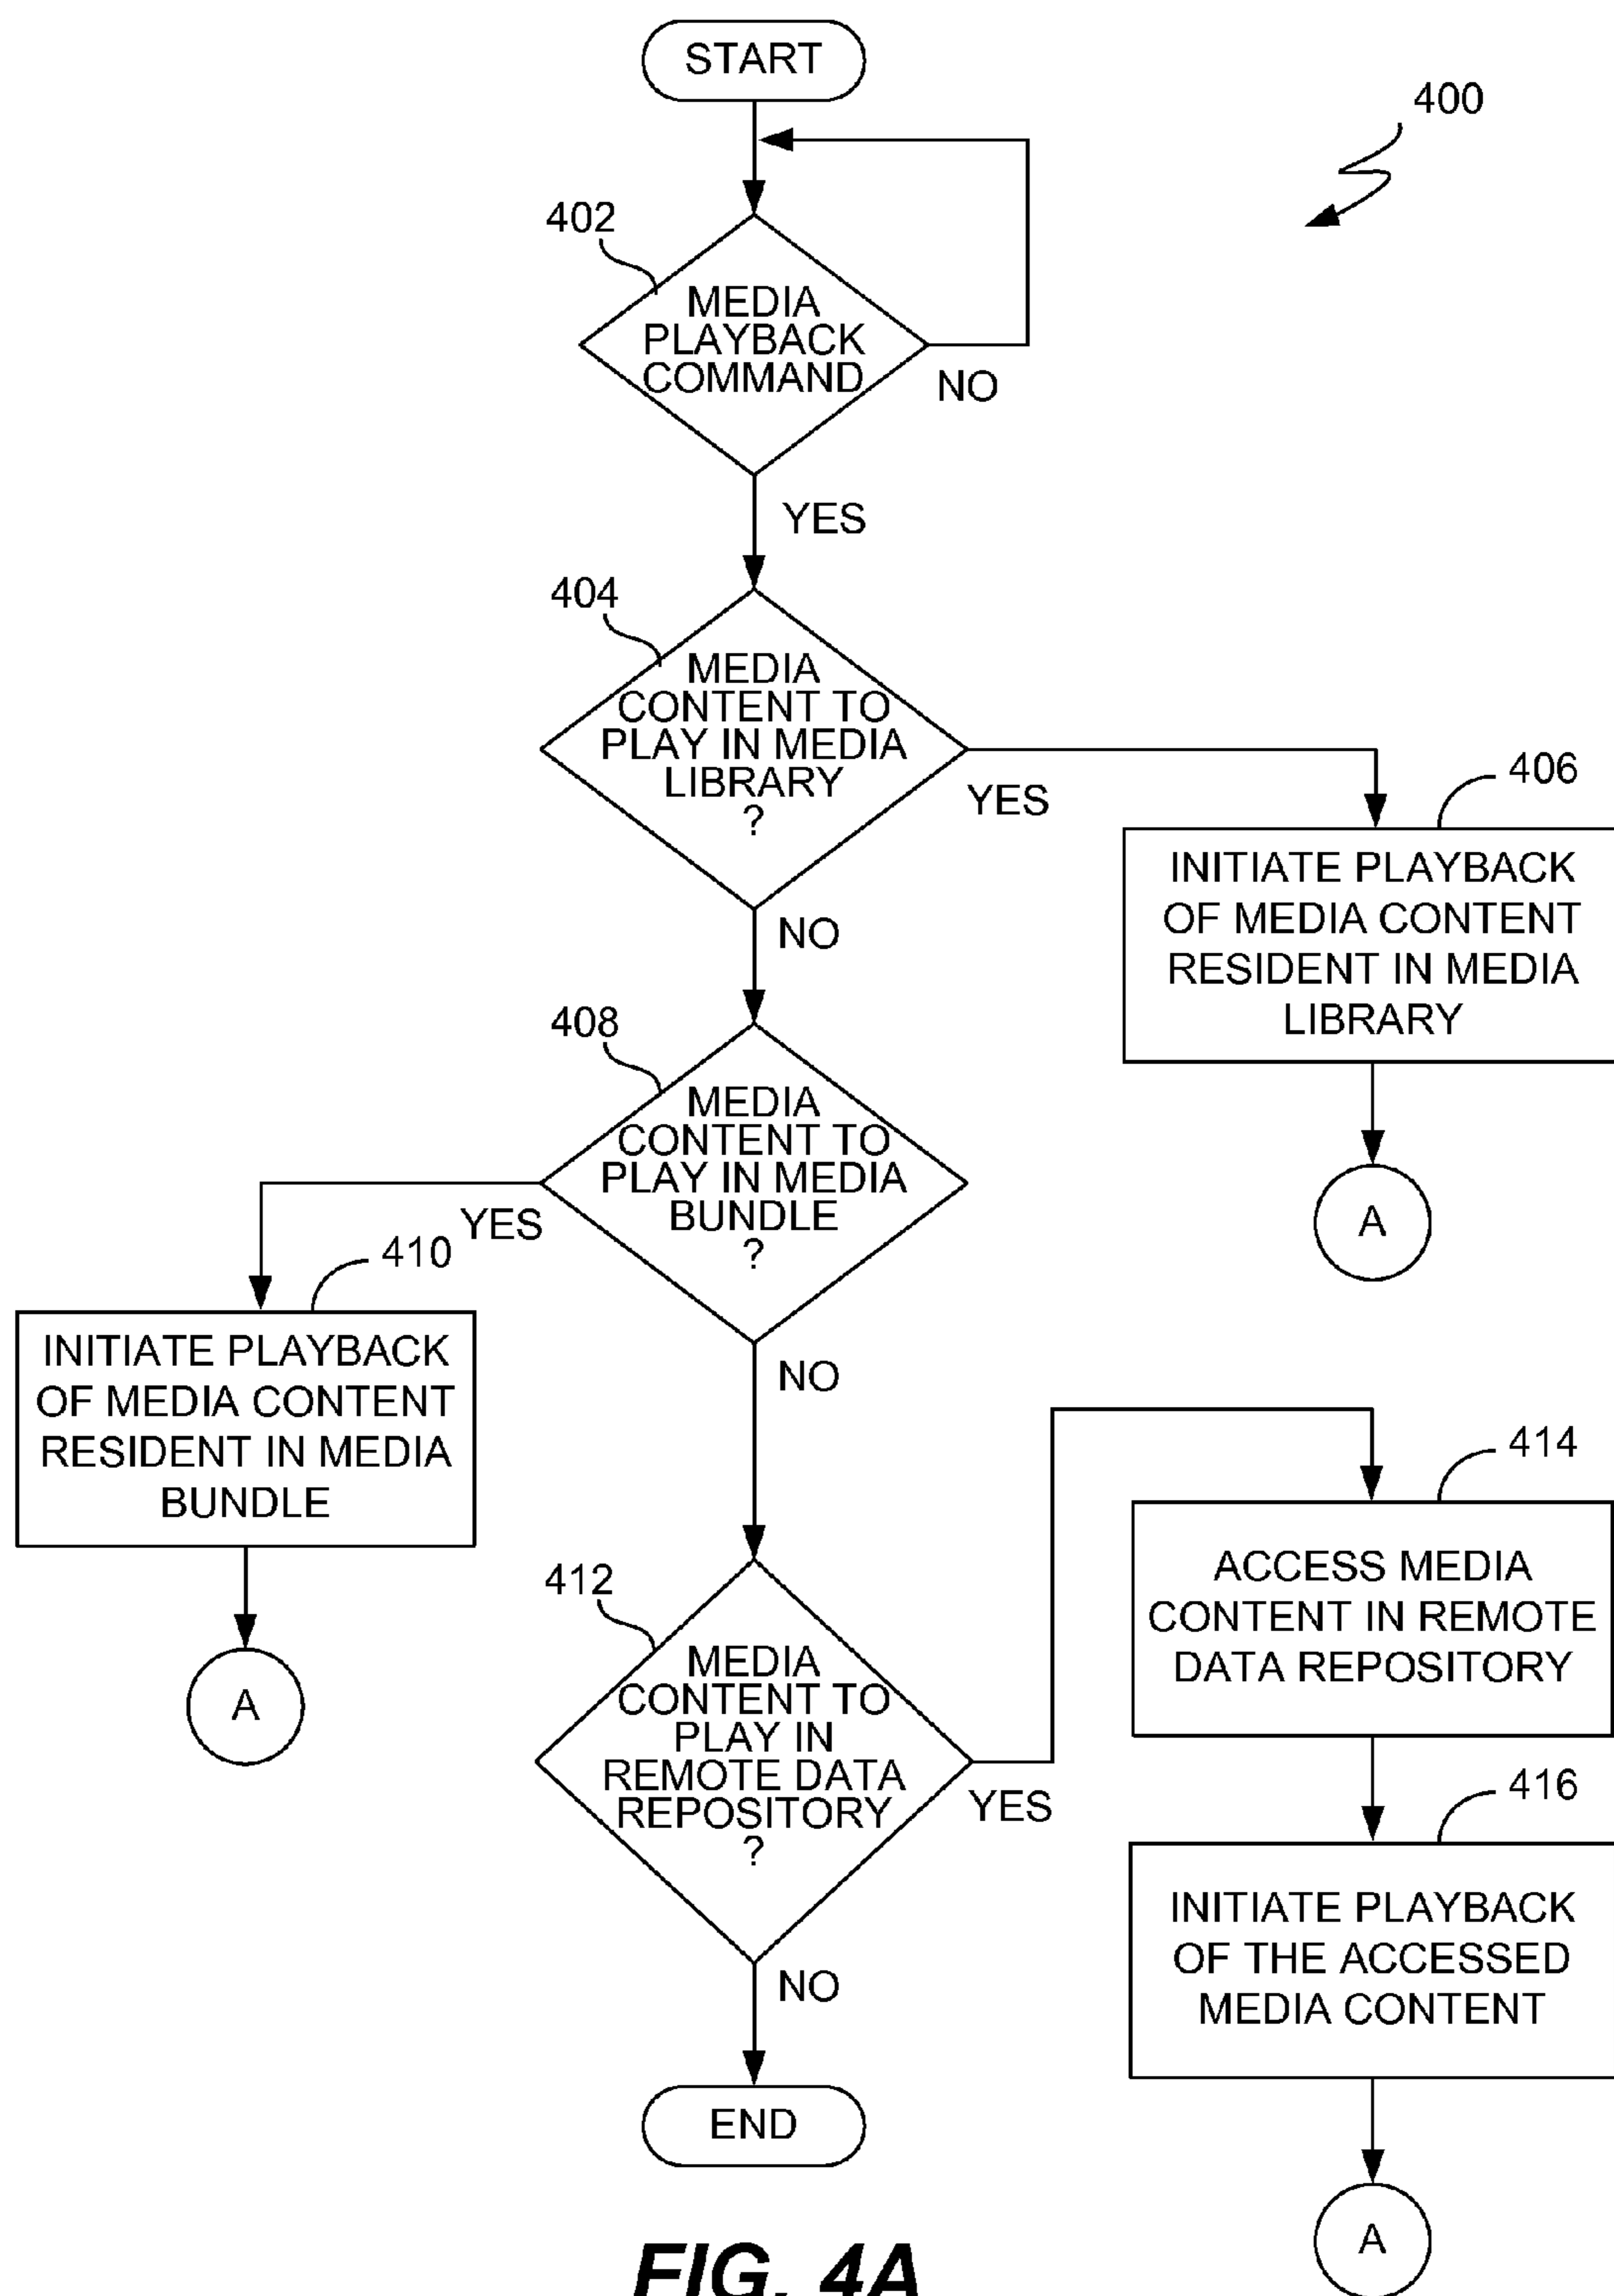 START
400
402
MEDIA
PLAYBACK
COMMAND
NO
YES
404
MEDIA
CONTENT TO
PLAY IN MEDIA
LIBRARY
?
YES
406
INITIATE PLAYBACK
OF MEDIA CONTENT
RESIDENT IN MEDIA
LIBRARY
A
NO
408
MEDIA
CONTENT TO
PLAY IN MEDIA
BUNDLE
?
YES
410
INITIATE PLAYBACK
OF MEDIA CONTENT
RESIDENT IN MEDIA
BUNDLE
A
NO
412
MEDIA
CONTENT TO
PLAY IN
REMOTE DATA
REPOSITORY
?
YES
414
ACCESS MEDIA
CONTENT IN REMOTE
DATA REPOSITORY
416
INITIATE PLAYBACK
OF THE ACCESSED
MEDIA CONTENT
A
NO
END
FIG. 4A